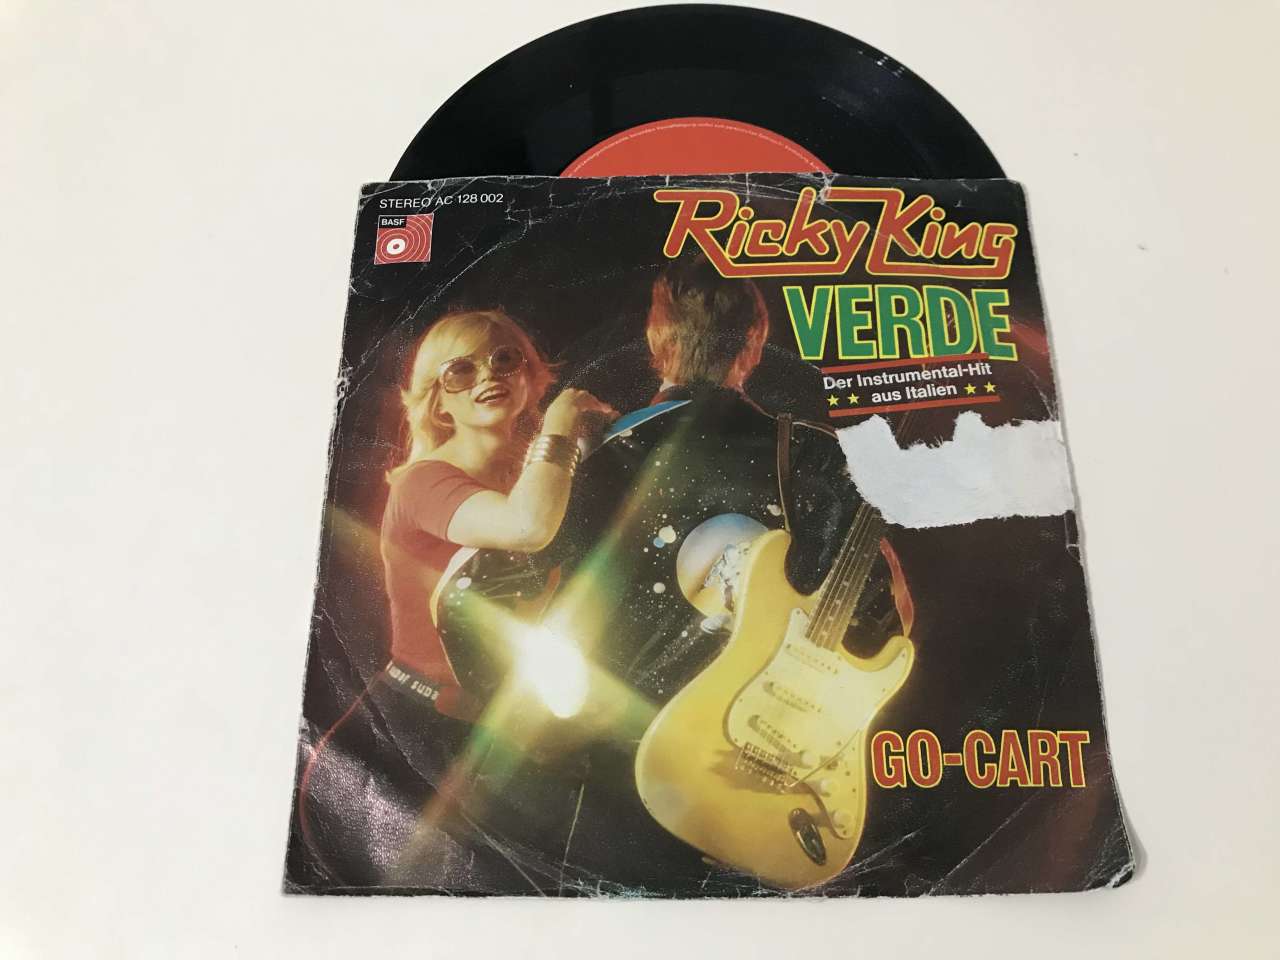 STEREO AC 128 002
BASF
Ricky King
VERDE
Der Instrumental-Hit
aus Italien
GO-CART